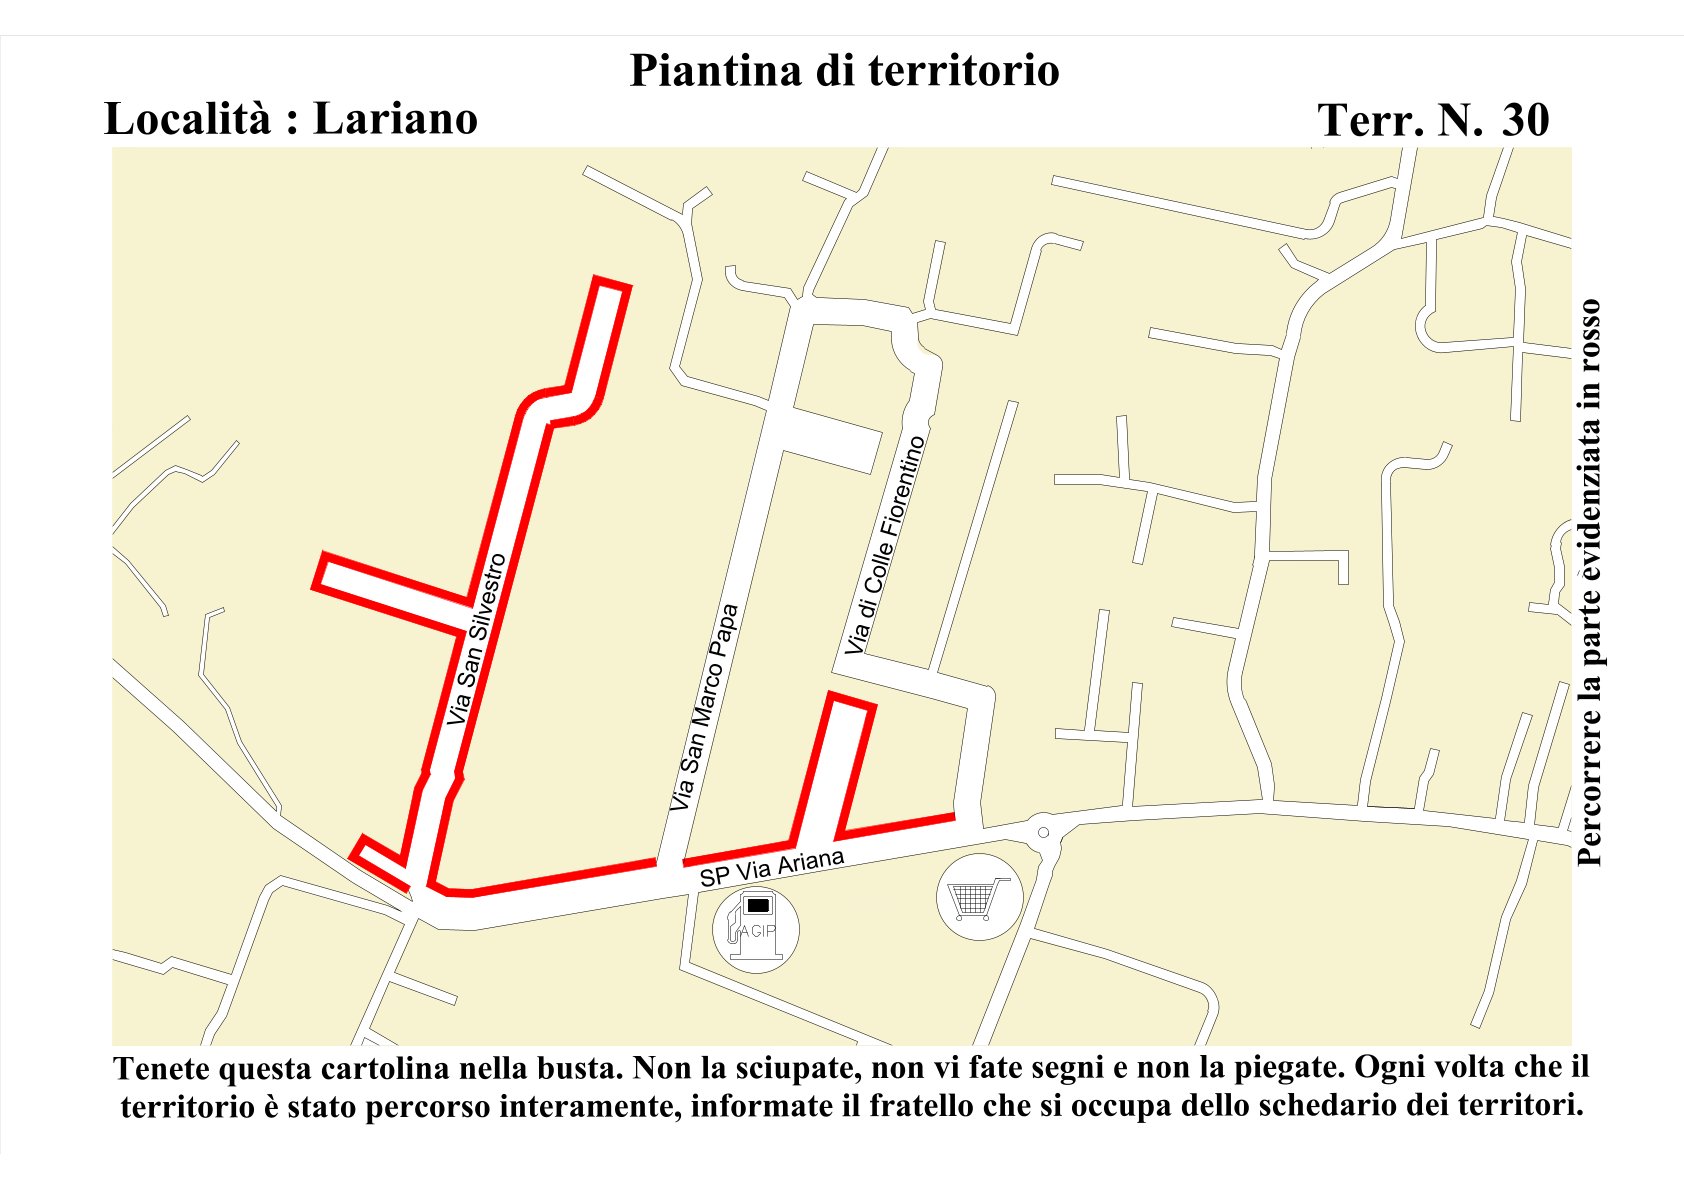 Piantina di territorio
Località : Lariano
Terr. N. 30
Via San Silvestro
Via San Marco Papa
Via di Colle Fiorentino
SP Via Ariana
AGIP
Percorrere la parte èvidenziata in rosso
Tenete questa cartolina nella busta. Non la sciupate, non vi fate segni e non la piegate. Ogni volta che il
territorio è stato percorso interamente, informate il fratello che si occupa dello schedario dei territori.